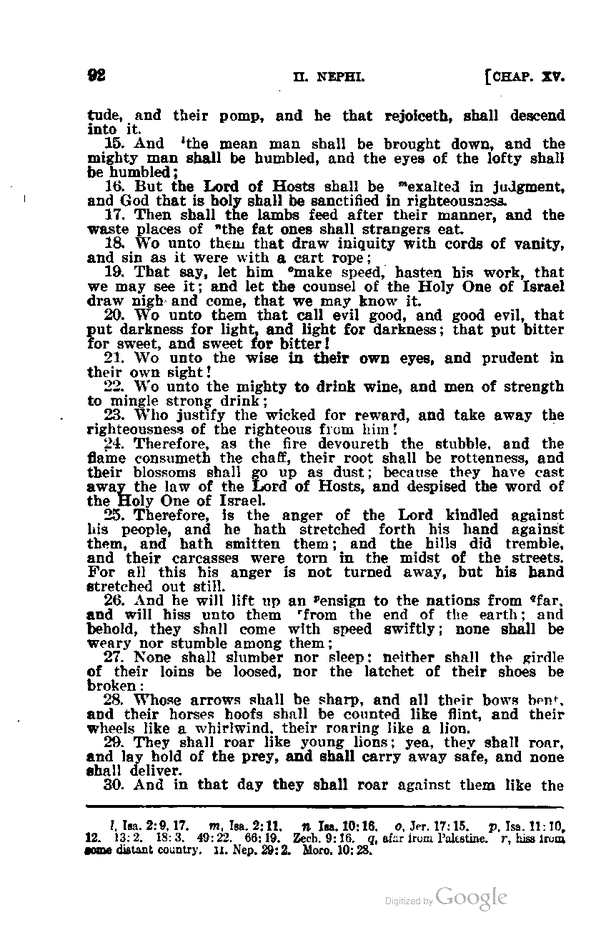 92 II. NEPHI. [CHAP. XV.
tude, and their pomp, and he that rejoiceth, shall descend
into it.
15. And ˡthe mean man shall be brought down, and the
mighty man shall be humbled, and the eyes of the lofty shall
be humbled;
16. But the Lord of Hosts shall be ᵐexalted in judgment,
and God that is holy shall be sanctified in righteousness.
17. Then shall the lambs feed after their manner, and the
waste places of ⁿthe fat ones shall strangers eat.
18. Wo unto them that draw iniquity with cords of vanity,
and sin as it were with a cart rope;
19. That say, let him ᵒmake speed, hasten his work, that
we may see it; and let the counsel of the Holy One of Israel
draw nigh and come, that we may know it.
20. Wo unto them that call evil good, and good evil, that
put darkness for light, and light for darkness; that put bitter
for sweet, and sweet for bitter!
21. Wo unto the wise in their own eyes, and prudent in
their own sight!
22. Wo unto the mighty to drink wine, and men of strength
to mingle strong drink;
23. Who justify the wicked for reward, and take away the
righteousness of the righteous from him!
24. Therefore, as the fire devoureth the stubble, and the
flame consumeth the chaff, their root shall be rottenness, and
their blossoms shall go up as dust; because they have cast
away the law of the Lord of Hosts, and despised the word of
the Holy One of Israel.
25. Therefore, is the anger of the Lord kindled against
his people, and he hath stretched forth his hand against
them, and hath smitten them; and the hills did tremble,
and their carcasses were torn in the midst of the streets.
For all this his anger is not turned away, but his hand
stretched out still.
26. And he will lift up an ᵖensign to the nations from qfar,
and will hiss unto them ʳfrom the end of the earth; and
behold, they shall come with speed swiftly; none shall be
weary nor stumble among them;
27. None shall slumber nor sleep; neither shall the girdle
of their loins be loosed, nor the latchet of their shoes be
broken;
28. Whose arrows shall be sharp, and all their bows bent,
and their horses hoofs shall be counted like flint, and their
wheels like a whirlwind, their roaring like a lion.
29. They shall roar like young lions; yea, they shall roar,
and lay hold of the prey, and shall carry away safe, and none
shall deliver.
30. And in that day they shall roar against them like the
l, Isa. 2:9, 17. m, Isa. 2:11. n Isa. 10:16. o, Jer. 17:15. p, Isa. 11:10,
12. 13:2. 18:3. 49:22. 66:19. Zech. 9:16. q, afar from Palestine. r, hiss from
some distant country. II. Nep. 29:2. Moro. 10:28.
Digitized by Google